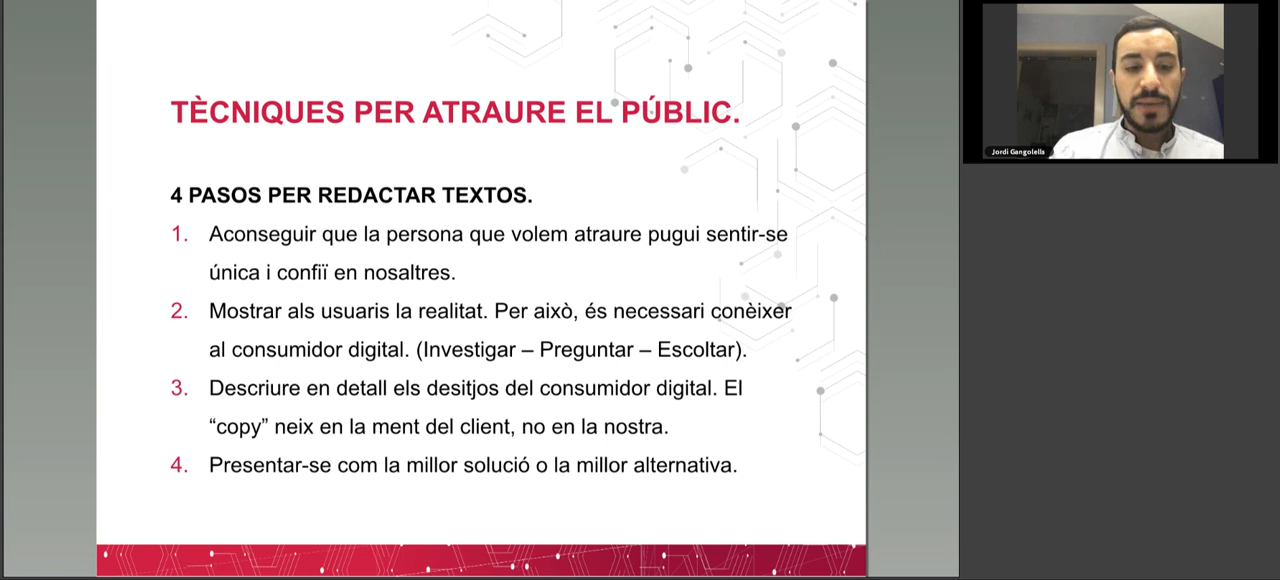 TÈCNIQUES PER ATRAURE EL PÚBLIC.
4 PASOS PER REDACTAR TEXTOS.
1. Aconseguir que la persona que volem atraure pugui sentir-se
única i confiï en nosaltres.
2. Mostrar als usuaris la realitat. Per això, és necessari conèixer
al consumidor digital. (Investigar – Preguntar – Escoltar).
3. Descriure en detall els desitjos del consumidor digital. El
“copy” neix en la ment del client, no en la nostra.
4. Presentar-se com la millor solució o la millor alternativa.
Jordi Gangolells